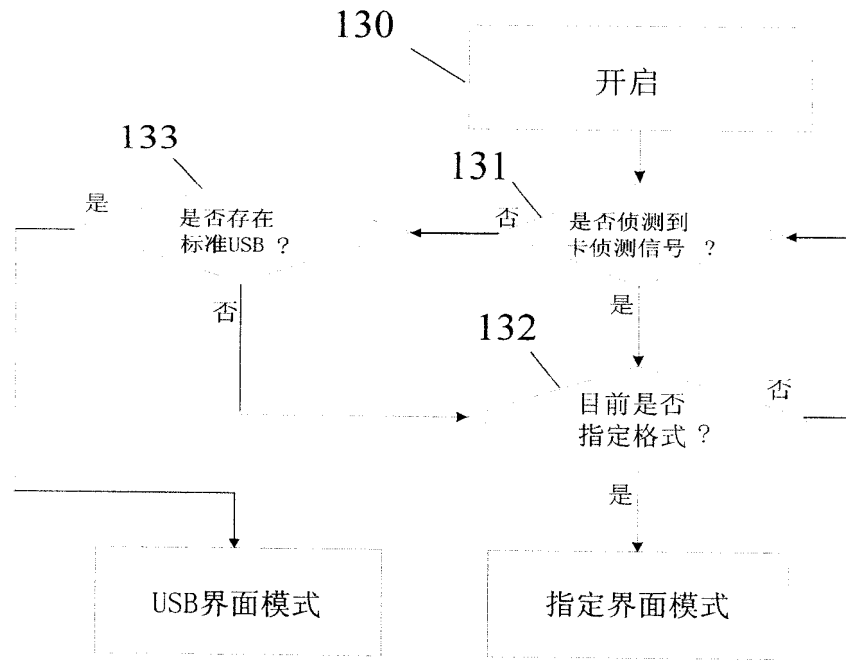 130
开启
133
131
是
是否存在
标准USB ?
否
是否侦测到
卡侦测信号 ?
否
是
132
目前是否
指定格式 ?
否
是
USB界面模式
指定界面模式